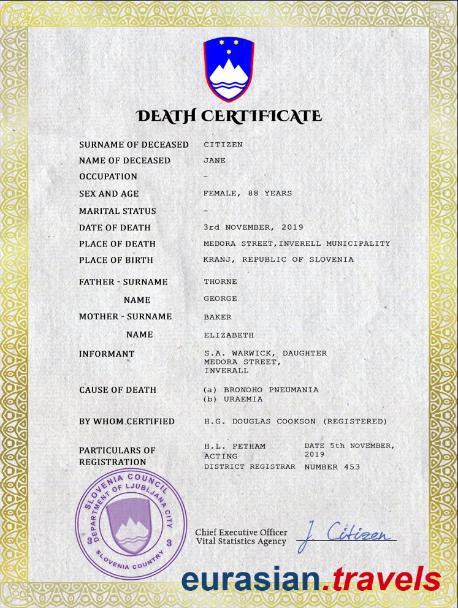 DEATH CERTIFICATE
SURNAME OF DECEASED CITIZEN
NAME OF DECEASED JANE
OCCUPATION –
SEX AND AGE FEMALE, 88 YEARS
MARITAL STATUS –
DATE OF DEATH 3rd NOVEMBER, 2019
PLACE OF DEATH MEDORA STREET,INVERELL MUNICIPALITY
PLACE OF BIRTH KRANJ, REPUBLIC OF SLOVENIA
FATHER - SURNAME THORNE
NAME GEORGE
MOTHER - SURNAME BAKER
NAME ELIZABETH
INFORMANT S.A. WARWICK, DAUGHTER
MEDORA STREET,
INVERALL
CAUSE OF DEATH (a) BRONOHO PNEUMANIA
(b) URAEMIA
BY WHOM.CERTIFIED H.G. DOUGLAS COOKSON (REGISTERED)
PARTICULARS OF H.L. PETHAM DATE 5th NOVEMBER,
REGISTRATION ACTING 2019
DISTRICT REGISTRAR NUMBER 453
SLOVENIA COUNCIL
DEPARTMENT OF LJUBLJANA CITY
3 3
SLOVENIA COUNTRY
Chief Executive Officer J Citizen
Vital Statistics Agency
eurasian.travels